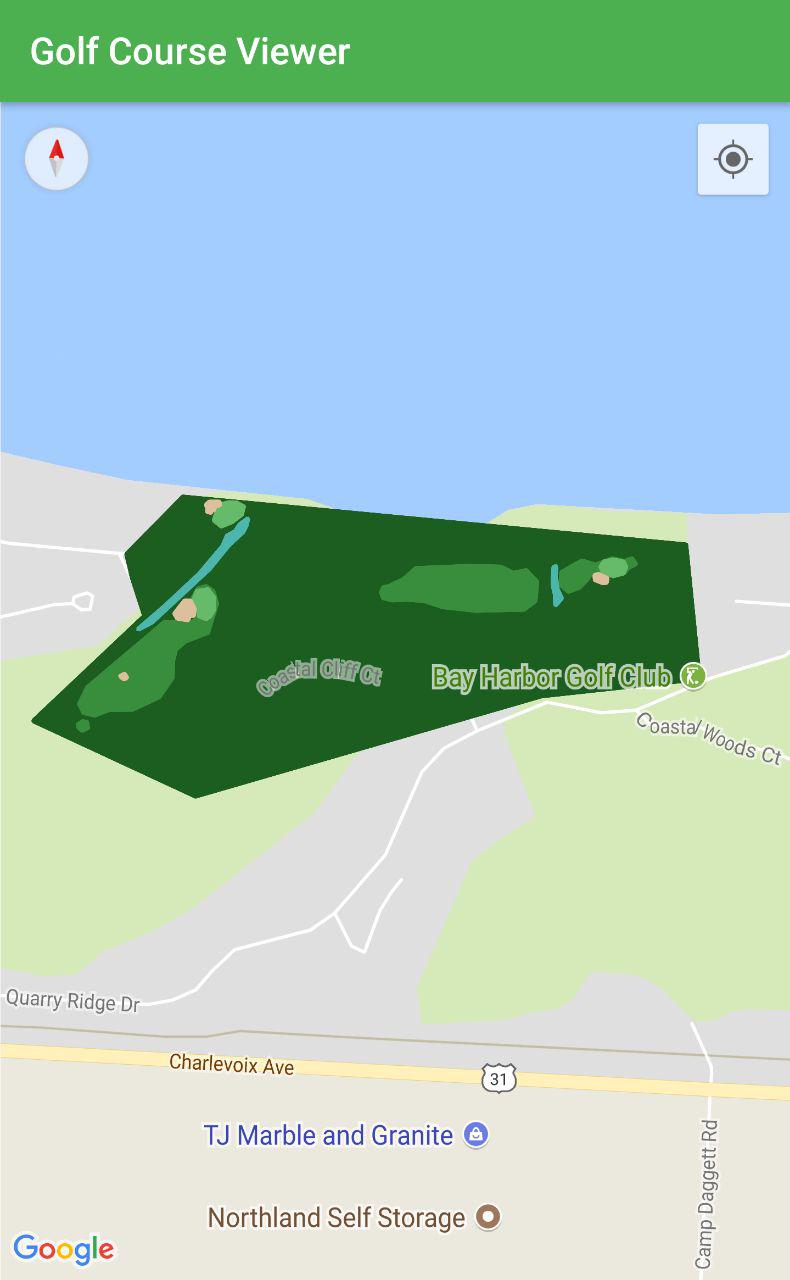 Golf Course Viewer
Coastal Cliff Ct
Bay Harbor Golf Club
Coastal Woods Ct
Quarry Ridge Dr
Charlevoix Ave
31
TJ Marble and Granite
Camp Daggett Rd
Northland Self Storage
Google